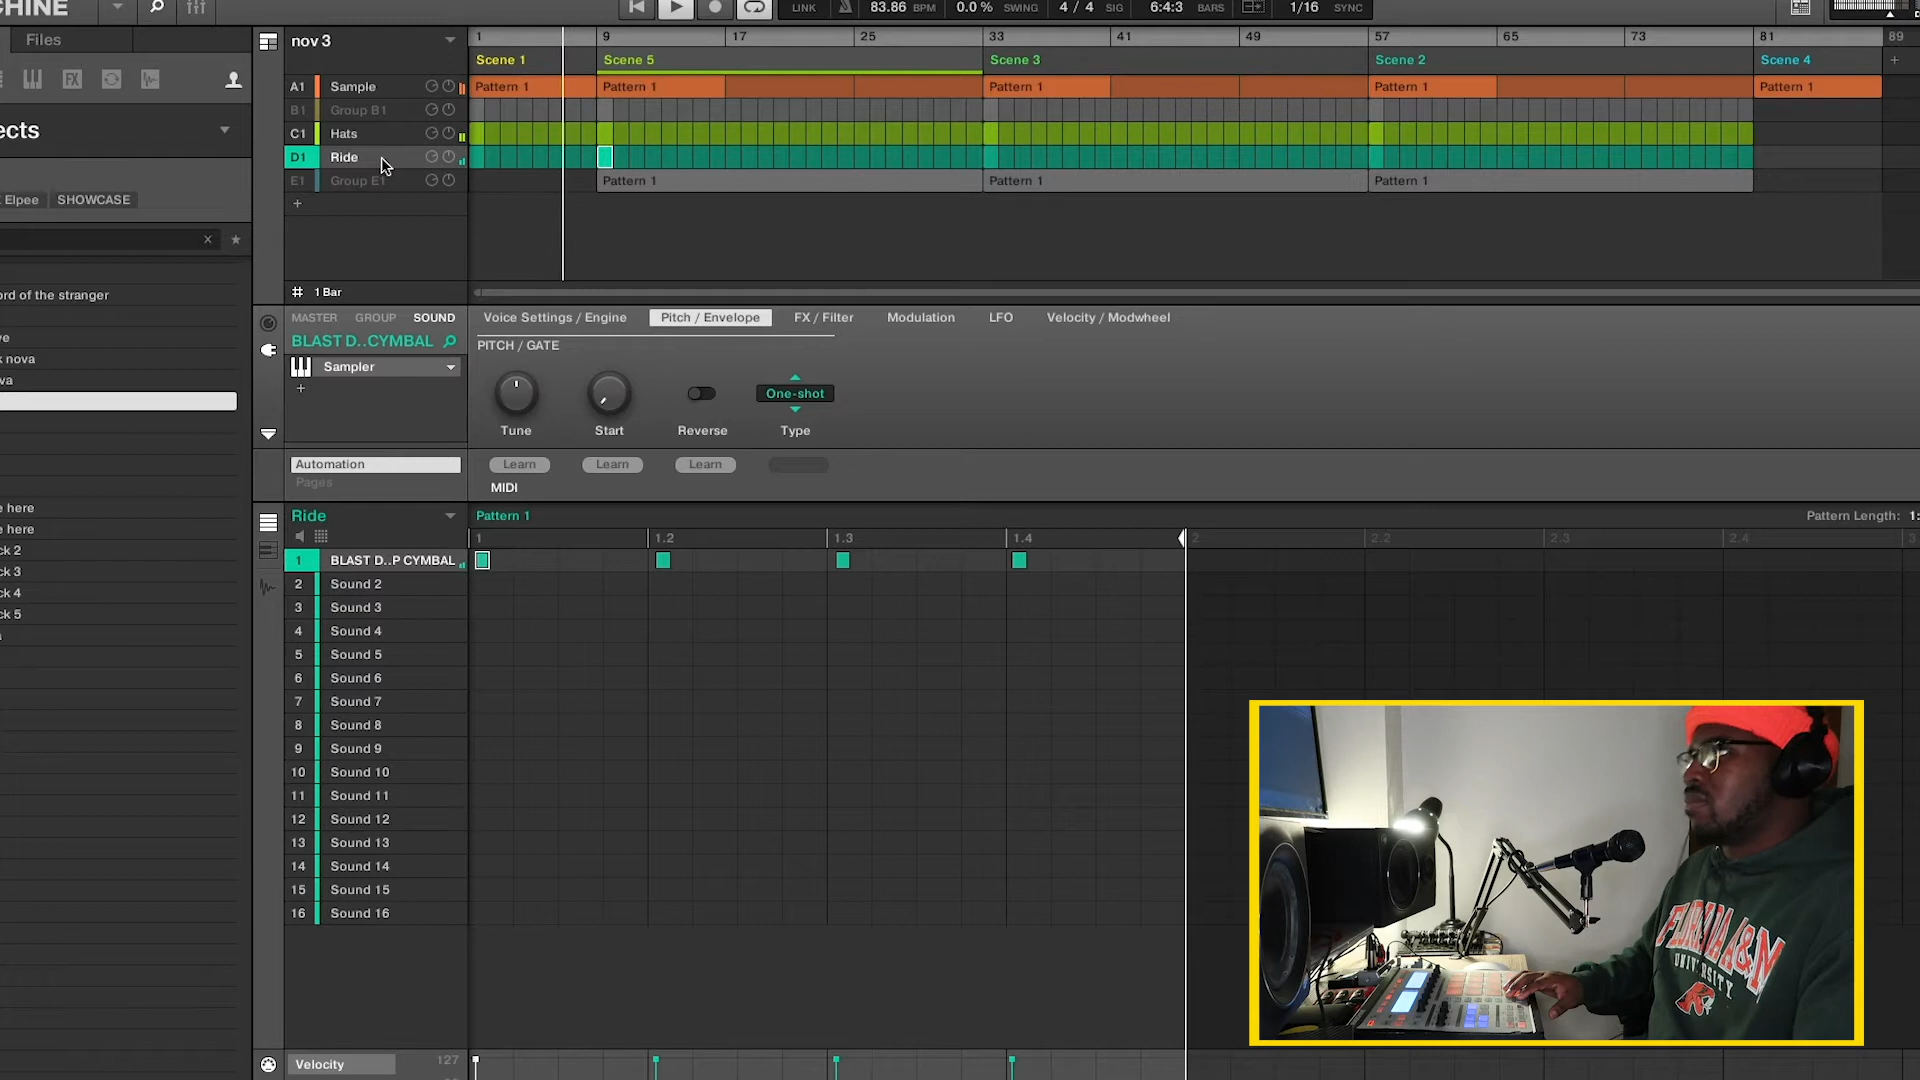 CHINE
83.86 BPM
0.0 % SWING
4 / 4 SIG
6:4:3 BARS
1/16 SYNC
LINK
Files
nov 3
1 9 17 25 33 41 49 57 65 73 81 89
Scene 1 Scene 5 Scene 3 Scene 2 Scene 4 +
A1 Sample Pattern 1 Pattern 1 Pattern 1 Pattern 1 Pattern 1
B1 Group B1
ects
C1 Hats
D1 Ride
E1 Group E1 Pattern 1 Pattern 1 Pattern 1
Elpee SHOWCASE
+
ord of the stranger
# 1 Bar
MASTER GROUP SOUND
Voice Settings / Engine Pitch / Envelope FX / Filter Modulation LFO Velocity / Modwheel
BLAST D..CYMBAL
PITCH / GATE
ve
k nova
va
Sampler
+
One-shot
Tune Start Reverse Type
Automation
Pages
Learn Learn Learn
MIDI
e here
e here
ck 2
ck 3
ck 4
ck 5
Ride
Pattern 1
Pattern Length: 1:
1 1.2 1.3 1.4 2 2.2 2.3 2.4 3
1 BLAST D..P CYMBAL
2 Sound 2
3 Sound 3
4 Sound 4
5 Sound 5
6 Sound 6
7 Sound 7
8 Sound 8
9 Sound 9
10 Sound 10
11 Sound 11
12 Sound 12
13 Sound 13
14 Sound 14
15 Sound 15
16 Sound 16
Velocity 127
FLORIDA A&M
UNIVERSITY